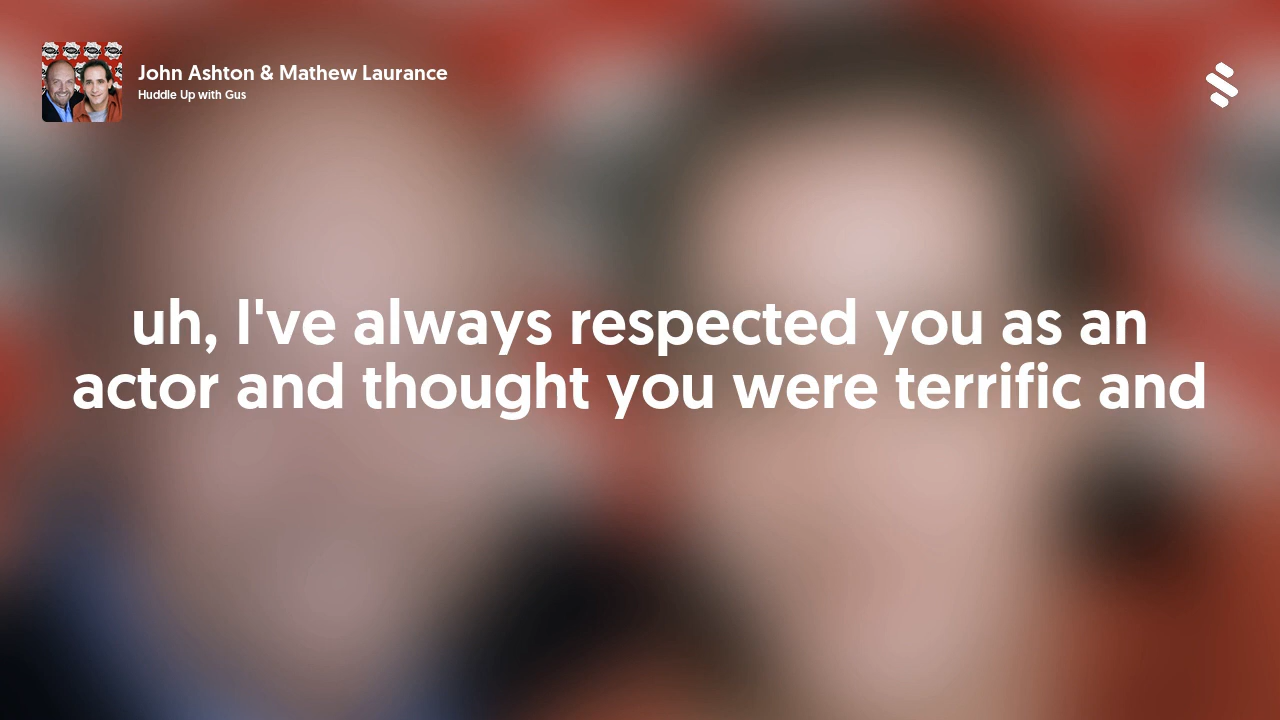 John Ashton & Mathew Laurance
Huddle Up with Gus
uh, I've always respected you as an
actor and thought you were terrific and